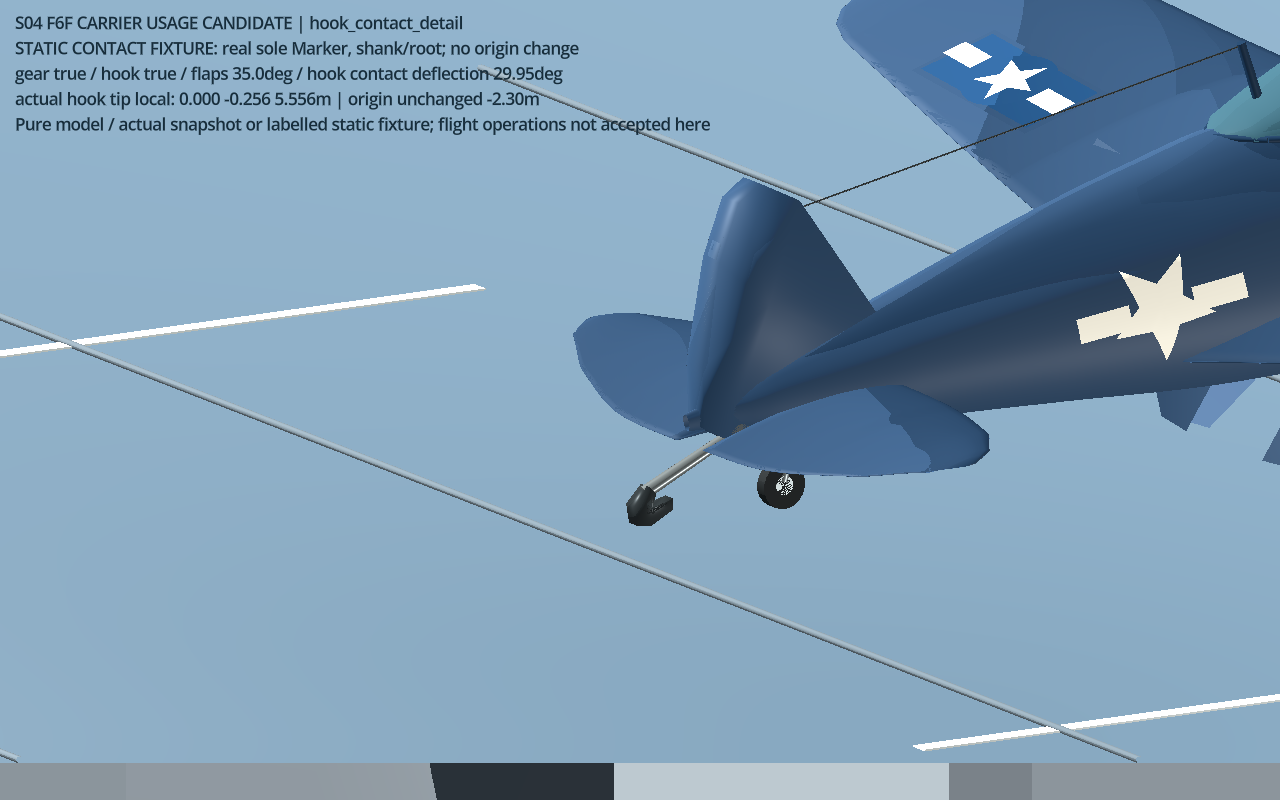 S04 F6F CARRIER USAGE CANDIDATE | hook_contact_detail
STATIC CONTACT FIXTURE: real sole Marker, shank/root; no origin change
gear true / hook true / flaps 35.0deg / hook contact deflection 29.95deg
actual hook tip local: 0.000 -0.256 5.556m | origin unchanged -2.30m
Pure model / actual snapshot or labelled static fixture; flight operations not accepted here